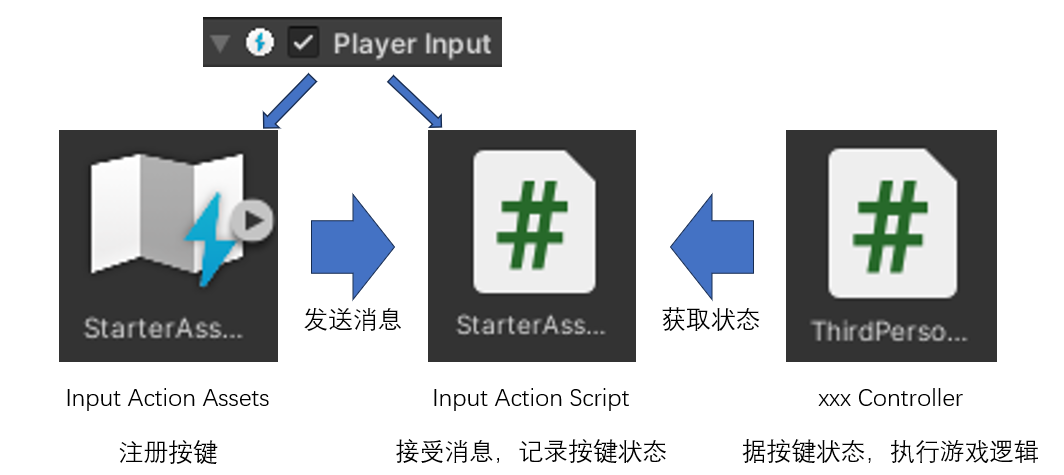 Player Input
StarterAss...
StarterAss...
ThirdPerso...
发送消息
获取状态
Input Action Assets
Input Action Script
xxx Controller
注册按键
接受消息，记录按键状态
据按键状态，执行游戏逻辑